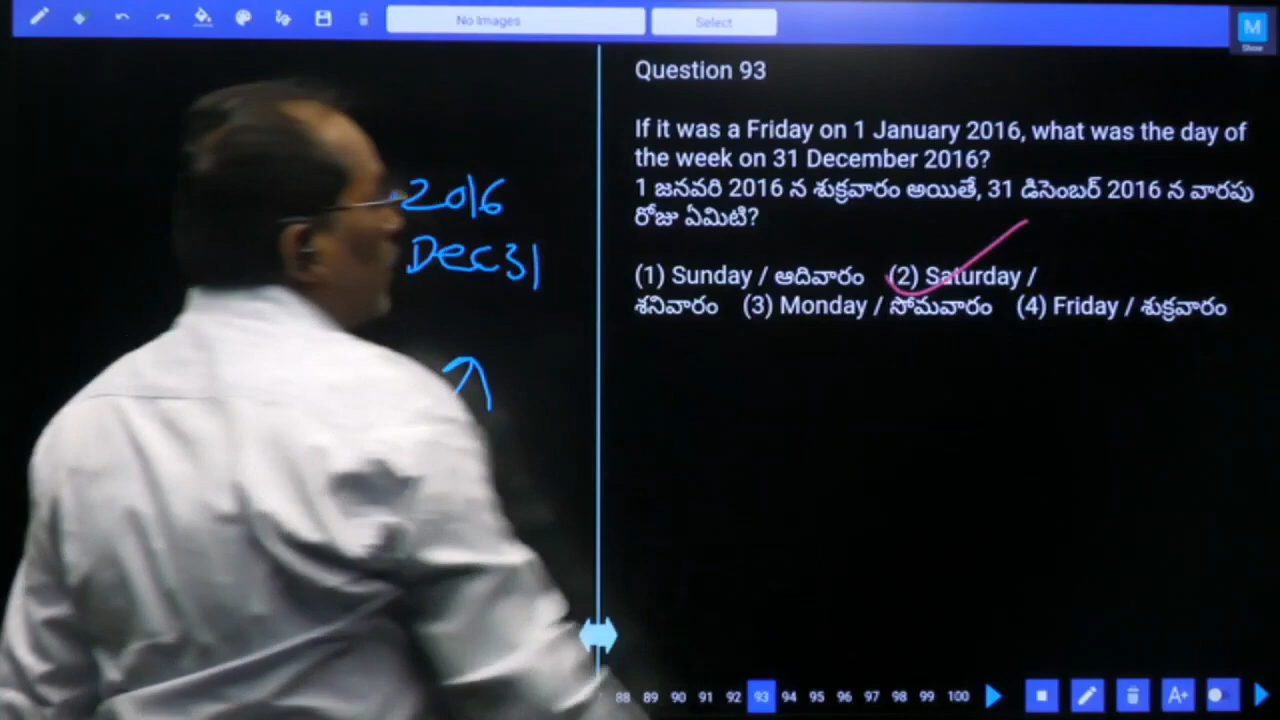 No Images
Select
M
Show
Question 93
If it was a Friday on 1 January 2016, what was the day of
the week on 31 December 2016?
1 జనవరి 2016 న శుక్రవారం అయితే, 31 డిసెంబర్ 2016 న వారపు
రోజు ఏమిటి?
(1) Sunday / ఆదివారం (2) Saturday /
శనివారం (3) Monday / సోమవారం (4) Friday / శుక్రవారం
2016
Dec 31
88 89 90 91 92 93 94 95 96 97 98 99 100
A+